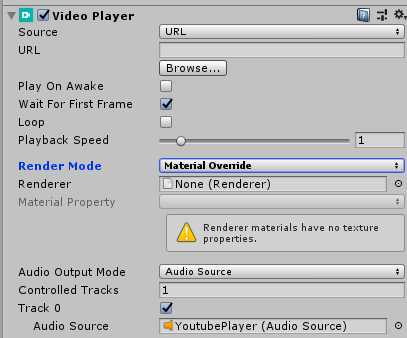 Video Player
Source URL
URL
Browse...
Play On Awake
Wait For First Frame
Loop
Playback Speed 1
Render Mode Material Override
Renderer None (Renderer)
Material Property
Renderer materials have no texture
properties.
Audio Output Mode Audio Source
Controlled Tracks 1
Track 0
Audio Source YoutubePlayer (Audio Source)